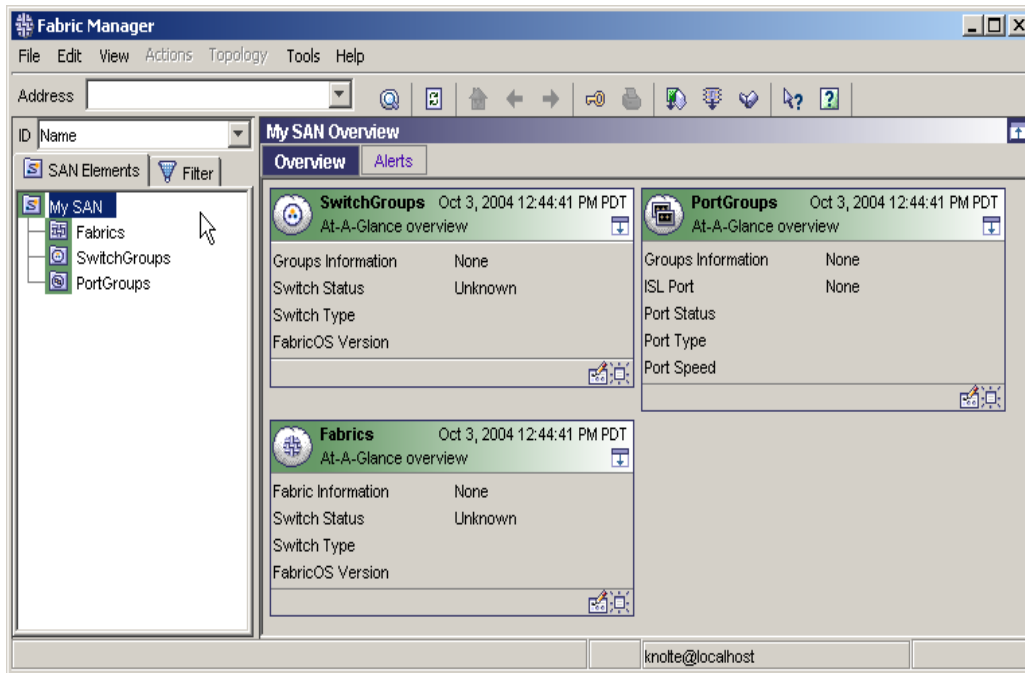 Fabric Manager
File Edit View Actions Topology Tools Help
Address
ID Name
SAN Elements Filter
My SAN
Fabrics
SwitchGroups
PortGroups
My SAN Overview
Overview Alerts
SwitchGroups Oct 3, 2004 12:44:41 PM PDT
At-A-Glance overview
Groups Information None
Switch Status Unknown
Switch Type
FabricOS Version
PortGroups Oct 3, 2004 12:44:41 PM PDT
At-A-Glance overview
Groups Information None
ISL Port None
Port Status
Port Type
Port Speed
Fabrics Oct 3, 2004 12:44:41 PM PDT
At-A-Glance overview
Fabric Information None
Switch Status Unknown
Switch Type
FabricOS Version
knolte@localhost